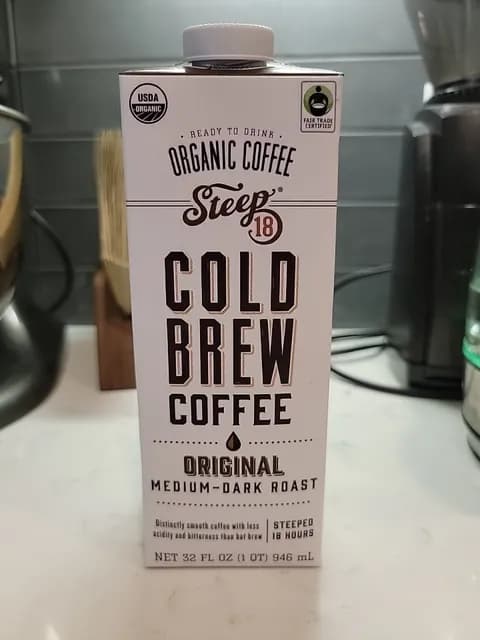 USDA
ORGANIC
FAIR TRADE
CERTIFIED
· READY TO DRINK ·
ORGANIC COFFEE
Steep®
18
COLD
BREW
COFFEE
ORIGINAL
MEDIUM-DARK ROAST
Distinctly smooth coffee with less
acidity and bitterness than hot brew
STEEPED
18 HOURS
NET 32 FL OZ (1 QT) 946 mL